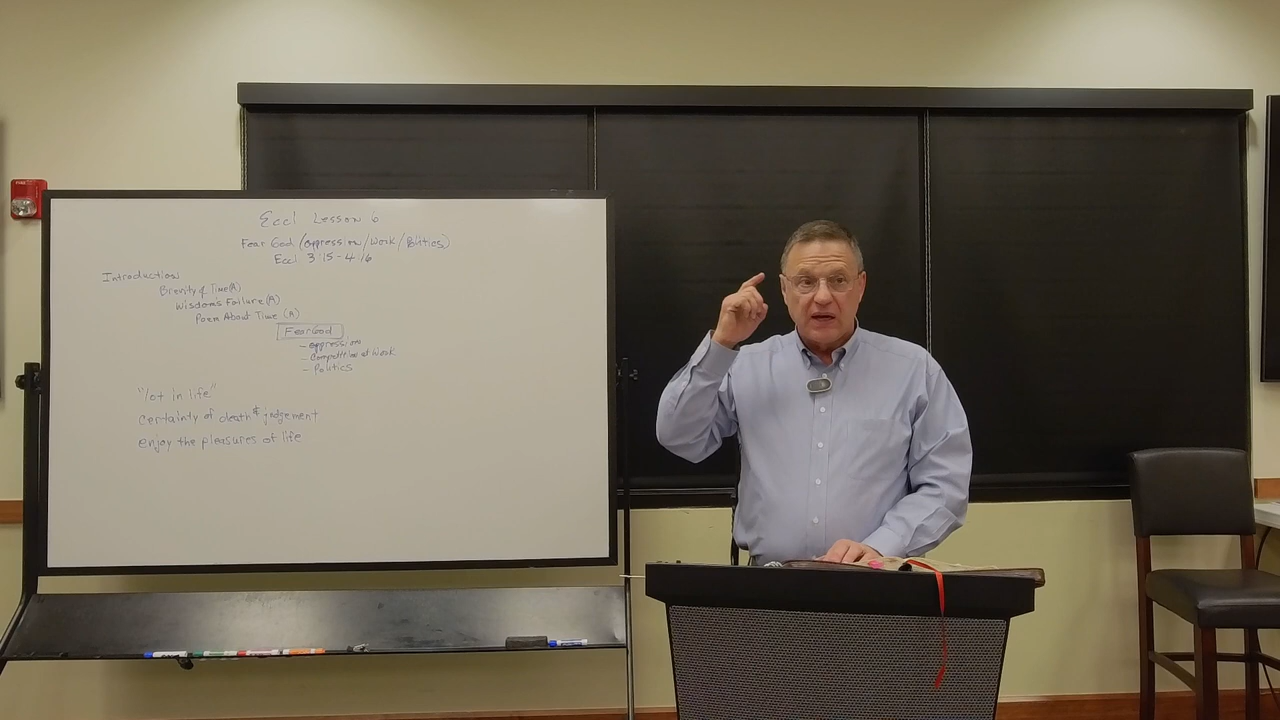 Eccl Lesson 6
Fear God (oppression/Work/Politics)
Eccl 3:15-4:16
Introduction
Brevity of Time (A)
Wisdom's Failure (A)
Poem About Time (A)
Fear God
- oppression
- Competition at Work
- Politics
"lot in life"
certainty of death & judgement
enjoy the pleasures of life
FIRE